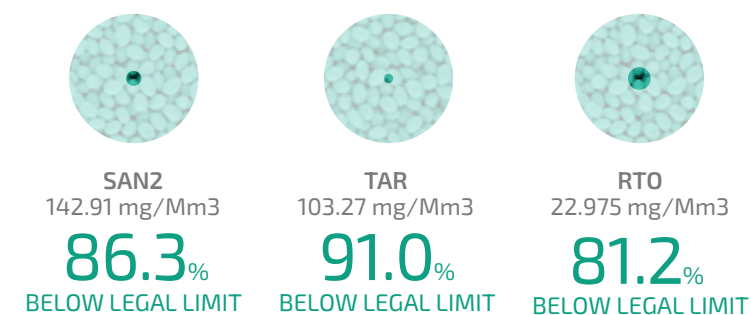 SAN2
142.91 mg/Mm3
86.3%
BELOW LEGAL LIMIT
TAR
103.27 mg/Mm3
91.0%
BELOW LEGAL LIMIT
RTO
22.975 mg/Mm3
81.2%
BELOW LEGAL LIMIT